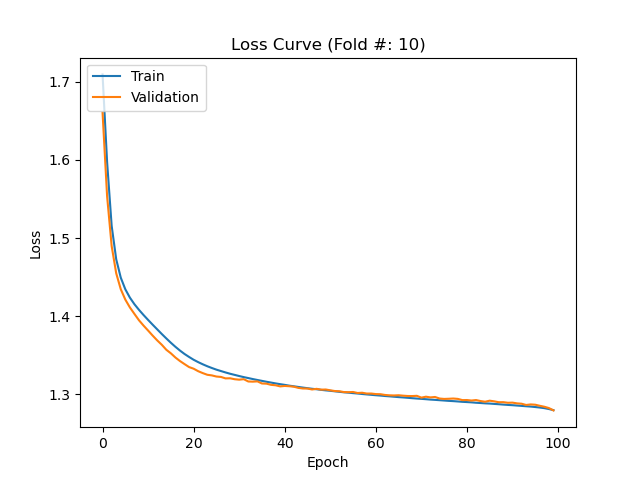 Loss Curve (Fold #: 10)
Train
Validation
1.7
1.6
1.5
1.4
1.3
Loss
0 20 40 60 80 100
Epoch